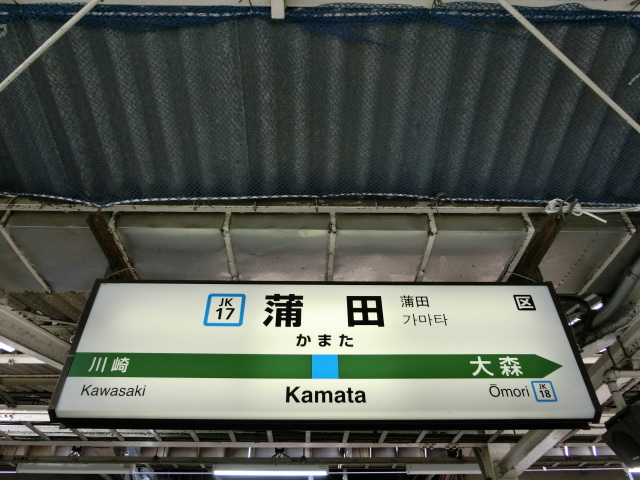 JK 17 蒲田 蒲田 区
가마타
かまた
川崎 大森
Kawasaki Kamata Ōmori JK 18